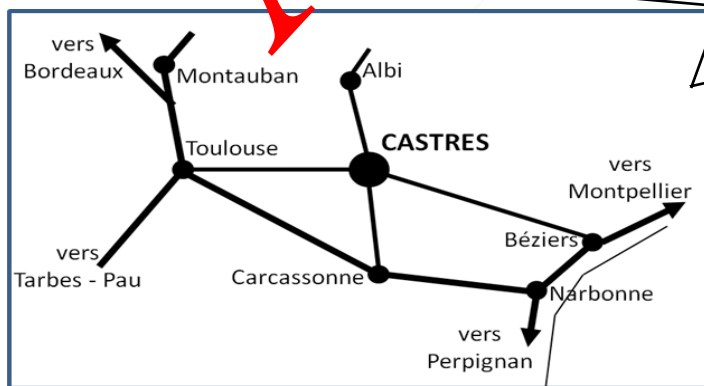 vers
Bordeaux
Montauban
Albi
Toulouse
CASTRES
vers
Montpellier
Béziers
vers
Tarbes - Pau
Carcassonne
Narbonne
vers
Perpignan